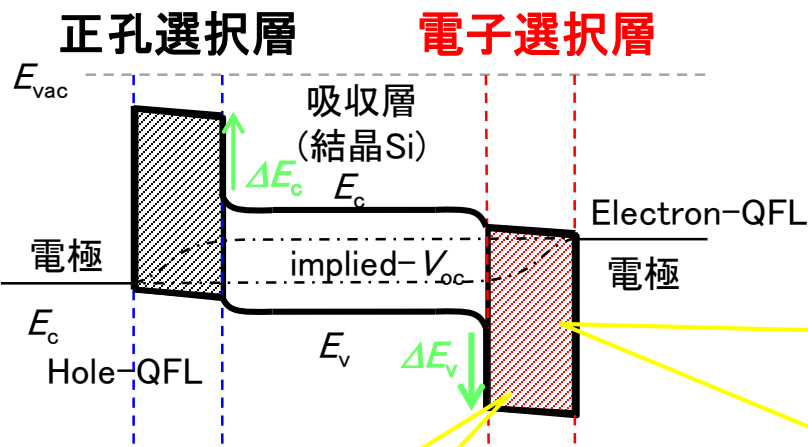 正孔選択層
電子選択層
Evac
吸収層
(結晶Si)
ΔEc
Ec
Electron-QFL
電極
implied-Voc
電極
Ec
Ev
ΔEv
Hole-QFL